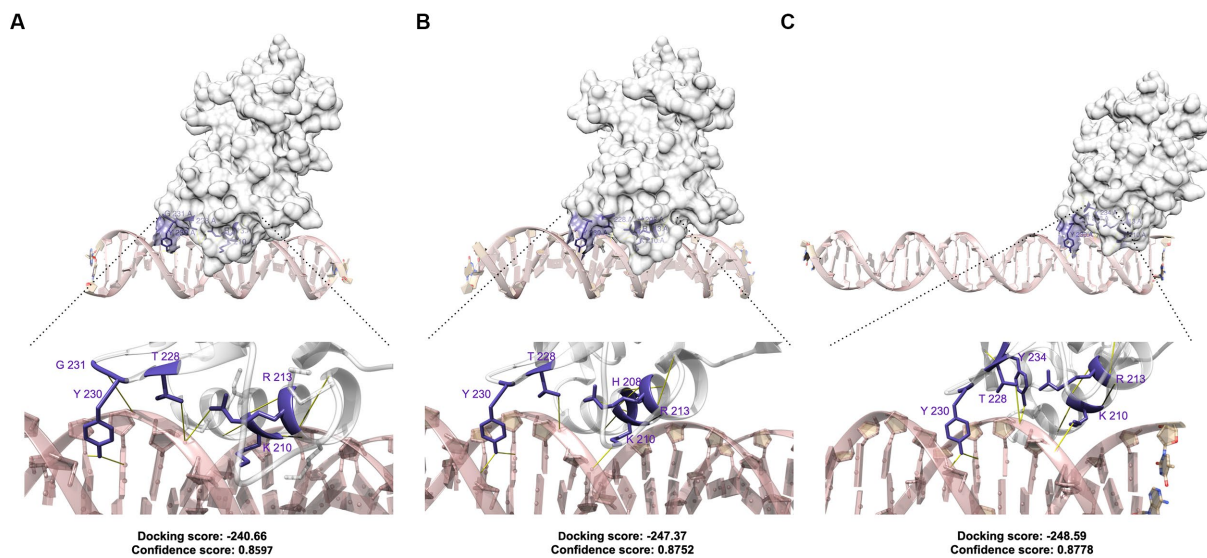 A
B
C
G 231
T 228
Y 230
R 213
K 210
T 228
H 208
Y 230
R 213
K 210
Y 234
R 213
Y 230
T 228
K 210
Docking score: -240.66
Confidence score: 0.8597
Docking score: -247.37
Confidence score: 0.8752
Docking score: -248.59
Confidence score: 0.8778